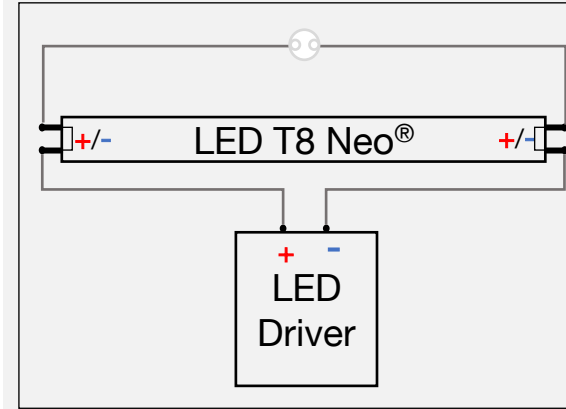 +/- LED T8 Neo® +/-
+ -
LED
Driver